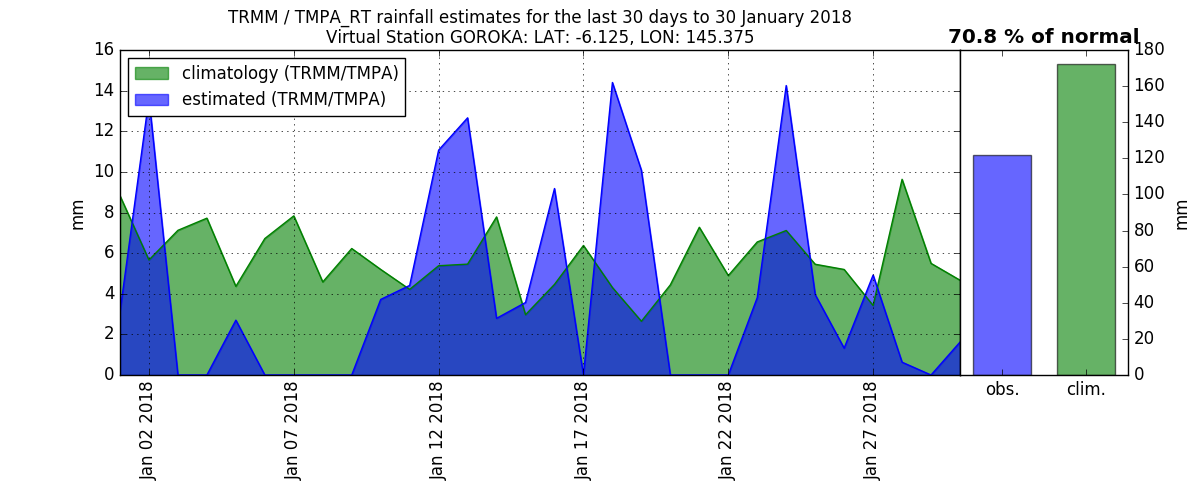 TRMM / TMPA_RT rainfall estimates for the last 30 days to 30 January 2018
Virtual Station GOROKA: LAT: -6.125, LON: 145.375
70.8 % of normal
climatology (TRMM/TMPA)
estimated (TRMM/TMPA)
mm
16
14
12
10
8
6
4
2
0
Jan 02 2018
Jan 07 2018
Jan 12 2018
Jan 17 2018
Jan 22 2018
Jan 27 2018
obs.
clim.
180
160
140
120
100
80
60
40
20
0
mm